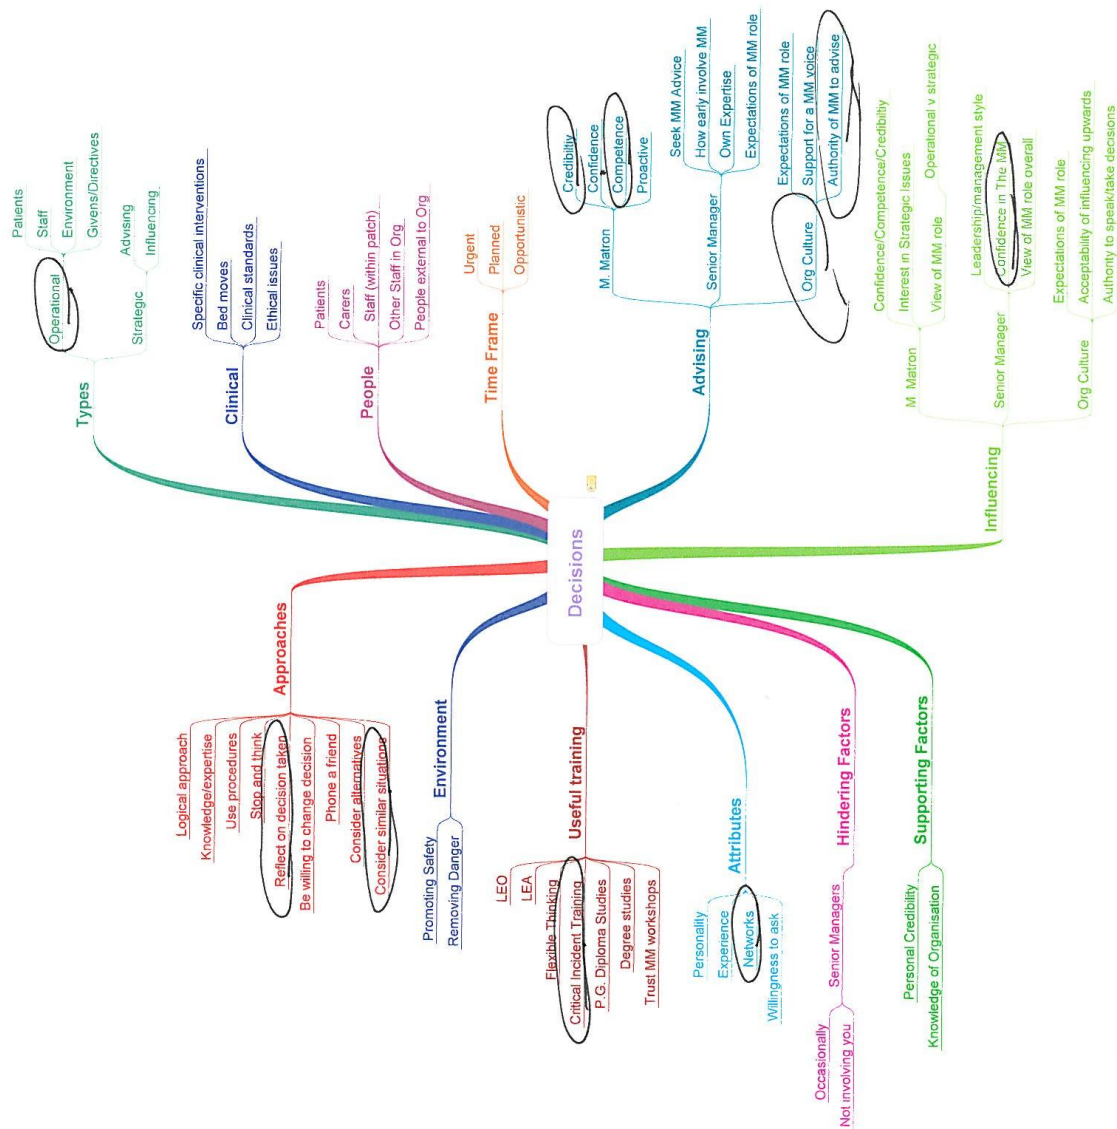 Decisions
Types
Operational
Patients
Staff
Environment
Givens/Directives
Strategic
Advising
Influencing
Clinical
Specific clinical interventions
Bed moves
Clinical standards
Ethical issues
People
Patients
Carers
Staff (within patch)
Other Staff in Org
People external to Org
Time Frame
Urgent
Planned
Opportunistic
Advising
M. Matron
Credibiltiy
Confidence
Competence
Proactive
Senior Manager
Seek MM Advice
How early involve MM
Own Expertise
Expectations of MM role
Org Culture
Expectations of MM role
Support for a MM voice
Authority of MM to advise
Influencing
M. Matron
Confidence/Competence/Credibiltiy
Interest in Strategic Issues
View of MM role
Operational v strategic
Senior Manager
Leadership/management style
Confidence in The MM
View of MM role overall
Org Culture
Expectations of MM role
Acceptability of influencing upwards
Authority to speak/take decisions
Supporting Factors
Personal Credibility
Knowledge of Organisation
Hindering Factors
Senior Managers
Occasionally
Not involving you
Attributes
Personality
Experience
Networks
Willingness to ask
Useful training
LEO
LEA
Flexible Thinking
Critical Incident Training
P.G. Diploma Studies
Degree studies
Trust MM workshops
Environment
Promoting Safety
Removing Danger
Approaches
Logical approach
Knowledge/expertise
Use procedures
Stop and think
Reflect on decision taken
Be willing to change decision
Phone a friend
Consider alternatives
Consider similar situations